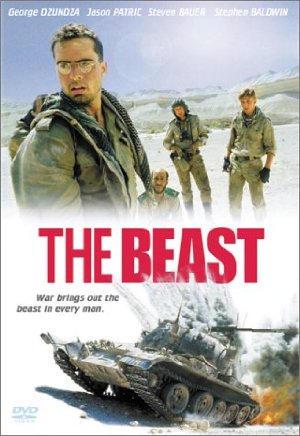 George DZUNDZA Jason PATRIC Steven BAUER Stephen BALDWIN
THE BEAST
War brings out the
beast in every man.
DVD
VIDEO